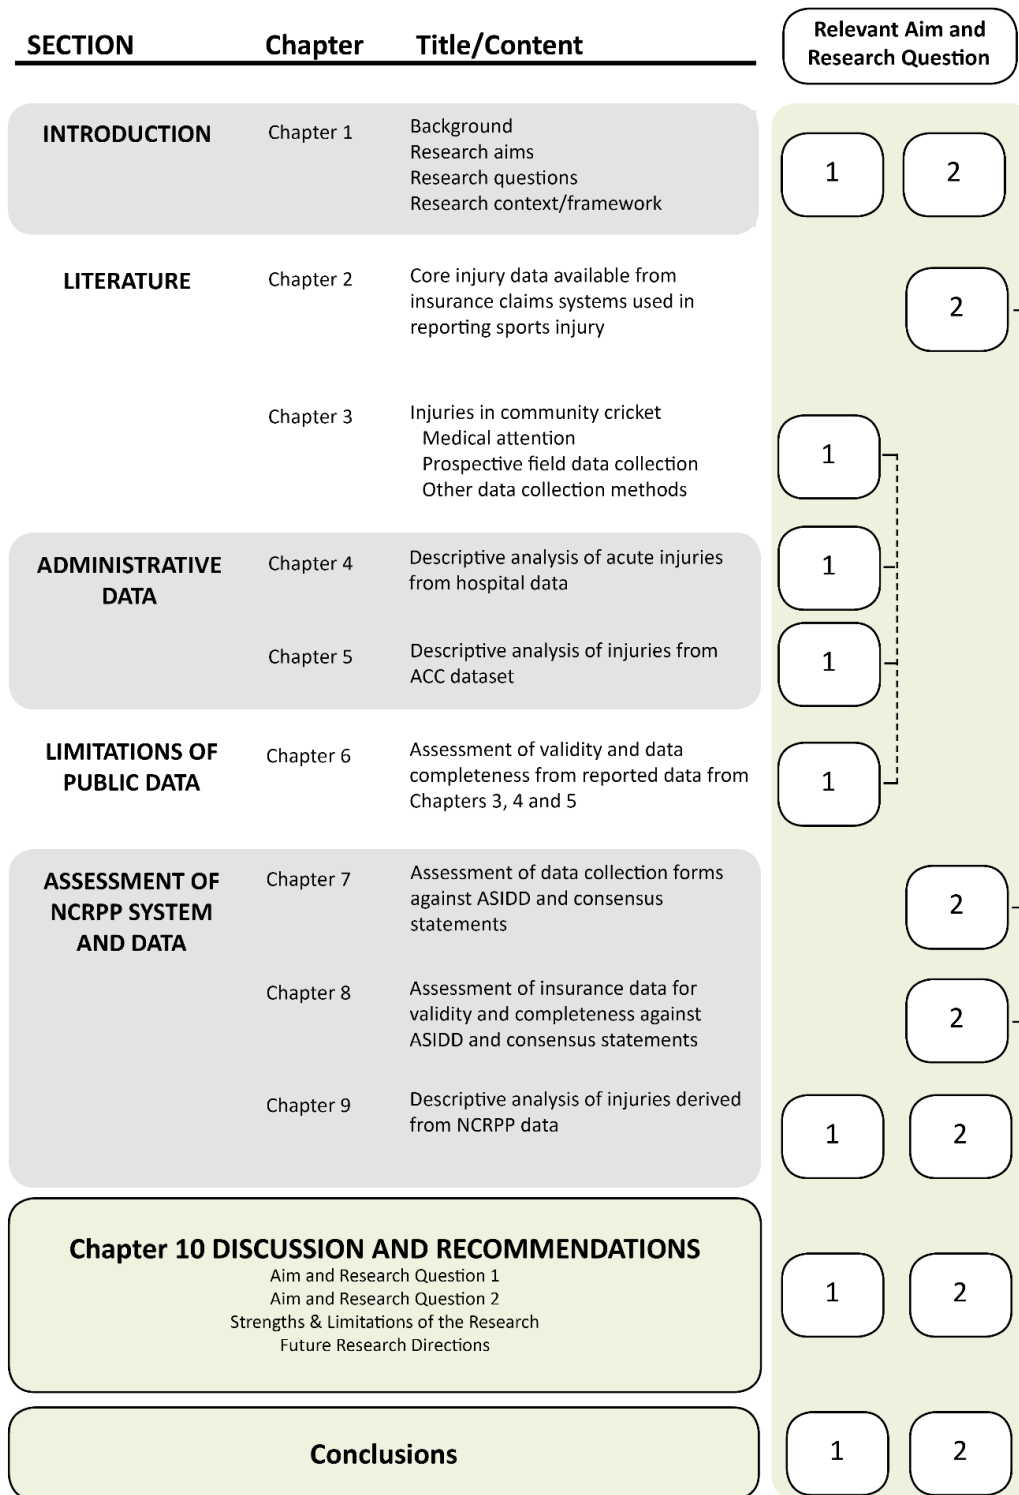 SECTION Chapter Title/Content
Relevant Aim and
Research Question
INTRODUCTION Chapter 1 Background
Research aims
Research questions
Research context/framework
1 2
LITERATURE Chapter 2 Core injury data available from
insurance claims systems used in
reporting sports injury
2
Chapter 3 Injuries in community cricket
Medical attention
Prospective field data collection
Other data collection methods
1
ADMINISTRATIVE
DATA
Chapter 4 Descriptive analysis of acute injuries
from hospital data
1
Chapter 5 Descriptive analysis of injuries from
ACC dataset
1
LIMITATIONS OF
PUBLIC DATA
Chapter 6 Assessment of validity and data
completeness from reported data from
Chapters 3, 4 and 5
1
ASSESSMENT OF
NCRPP SYSTEM
AND DATA
Chapter 7 Assessment of data collection forms
against ASIDD and consensus
statements
2
Chapter 8 Assessment of insurance data for
validity and completeness against
ASIDD and consensus statements
2
Chapter 9 Descriptive analysis of injuries derived
from NCRPP data
1 2
Chapter 10 DISCUSSION AND RECOMMENDATIONS
Aim and Research Question 1
Aim and Research Question 2
Strengths & Limitations of the Research
Future Research Directions
1 2
Conclusions
1 2